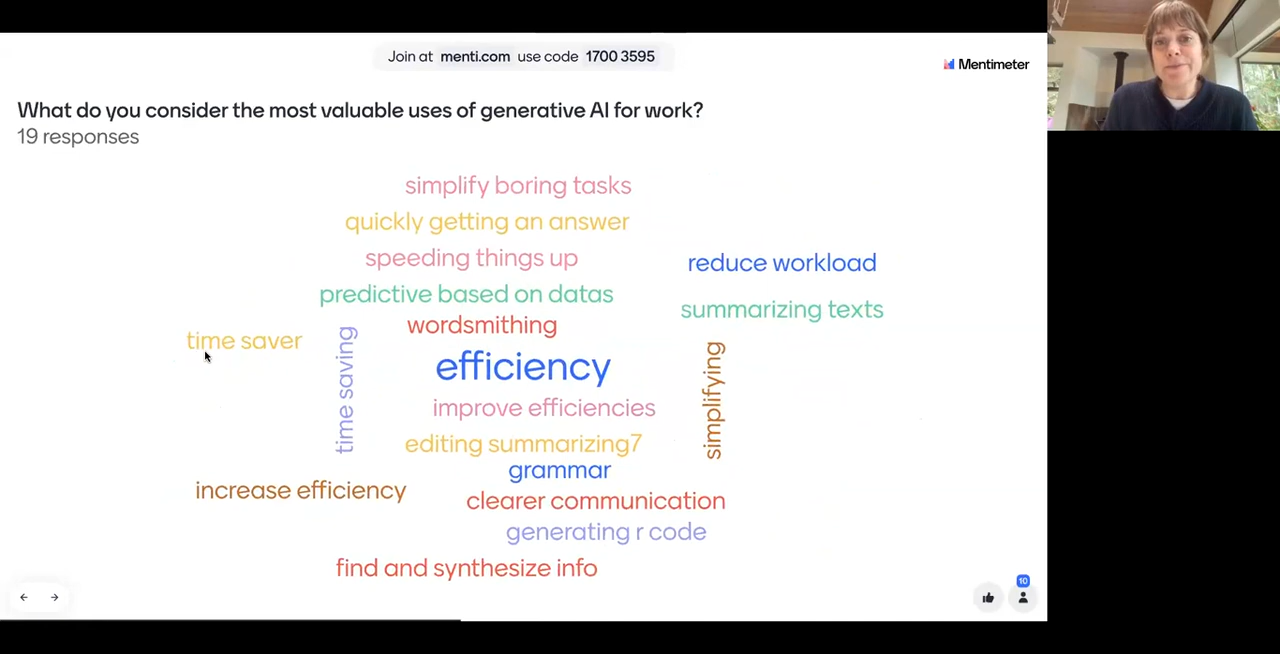 Join at menti.com use code 1700 3595
Mentimeter
What do you consider the most valuable uses of generative AI for work?
19 responses
simplify boring tasks
quickly getting an answer
speeding things up
reduce workload
predictive based on datas
summarizing texts
wordsmithing
time saver
time saving
efficiency
simplifying
improve efficiencies
editing summarizing7
grammar
increase efficiency
clearer communication
generating r code
find and synthesize info
10